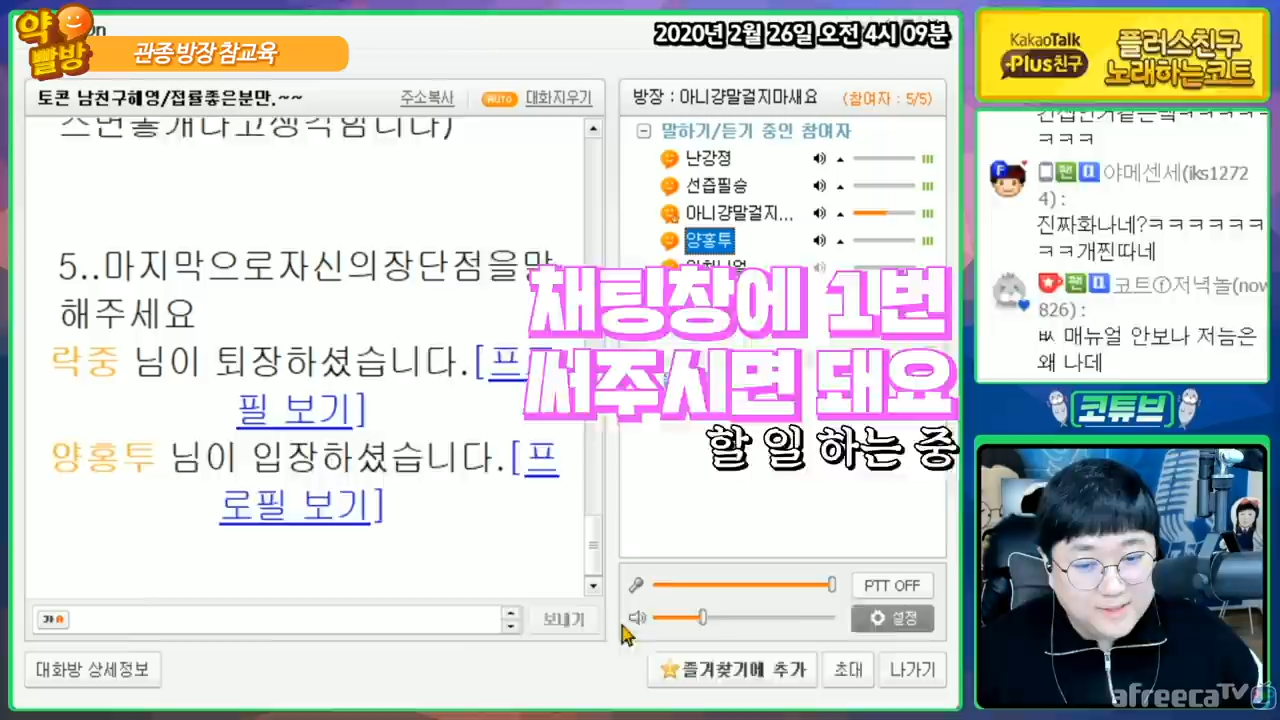 약빨방
관종 방장 참교육
2020년 2월 26일 오전 4시 09분
토콘 남친구해영/접률좋은분만.~~
주소복사
AUTO
대화지우기
5..마지막으로자신의장단점을말
해주세요
락중 님이 퇴장하셨습니다.[프
필 보기]
양홍투 님이 입장하셨습니다.[프
로필 보기]
가
보내기
대화방 상세정보
방장 : 아니걍말걸지마새요
(참여자 : 5/5)
말하기/듣기 중인 참여자
난강졍
선즙필승
아니걍말걸지...
양홍투
채팅창에 1번
써주시면 돼요
할 일 하는 중
PTT OFF
설정
즐겨찾기에 추가
초대
나가기
KakaoTalk
Plus친구
플러스친구
노래하는코트
ㅋㅋㅋ
야메센세(iks1272
4) :
진짜화나네?ㅋㅋㅋㅋㅋㅋ
ㅋㅋ개찐따네
코트ⓕ저녁놀(now
826) :
ㅄ 매뉴얼 안보나 저늠은
왜 나데
코튜브
afreecaTV